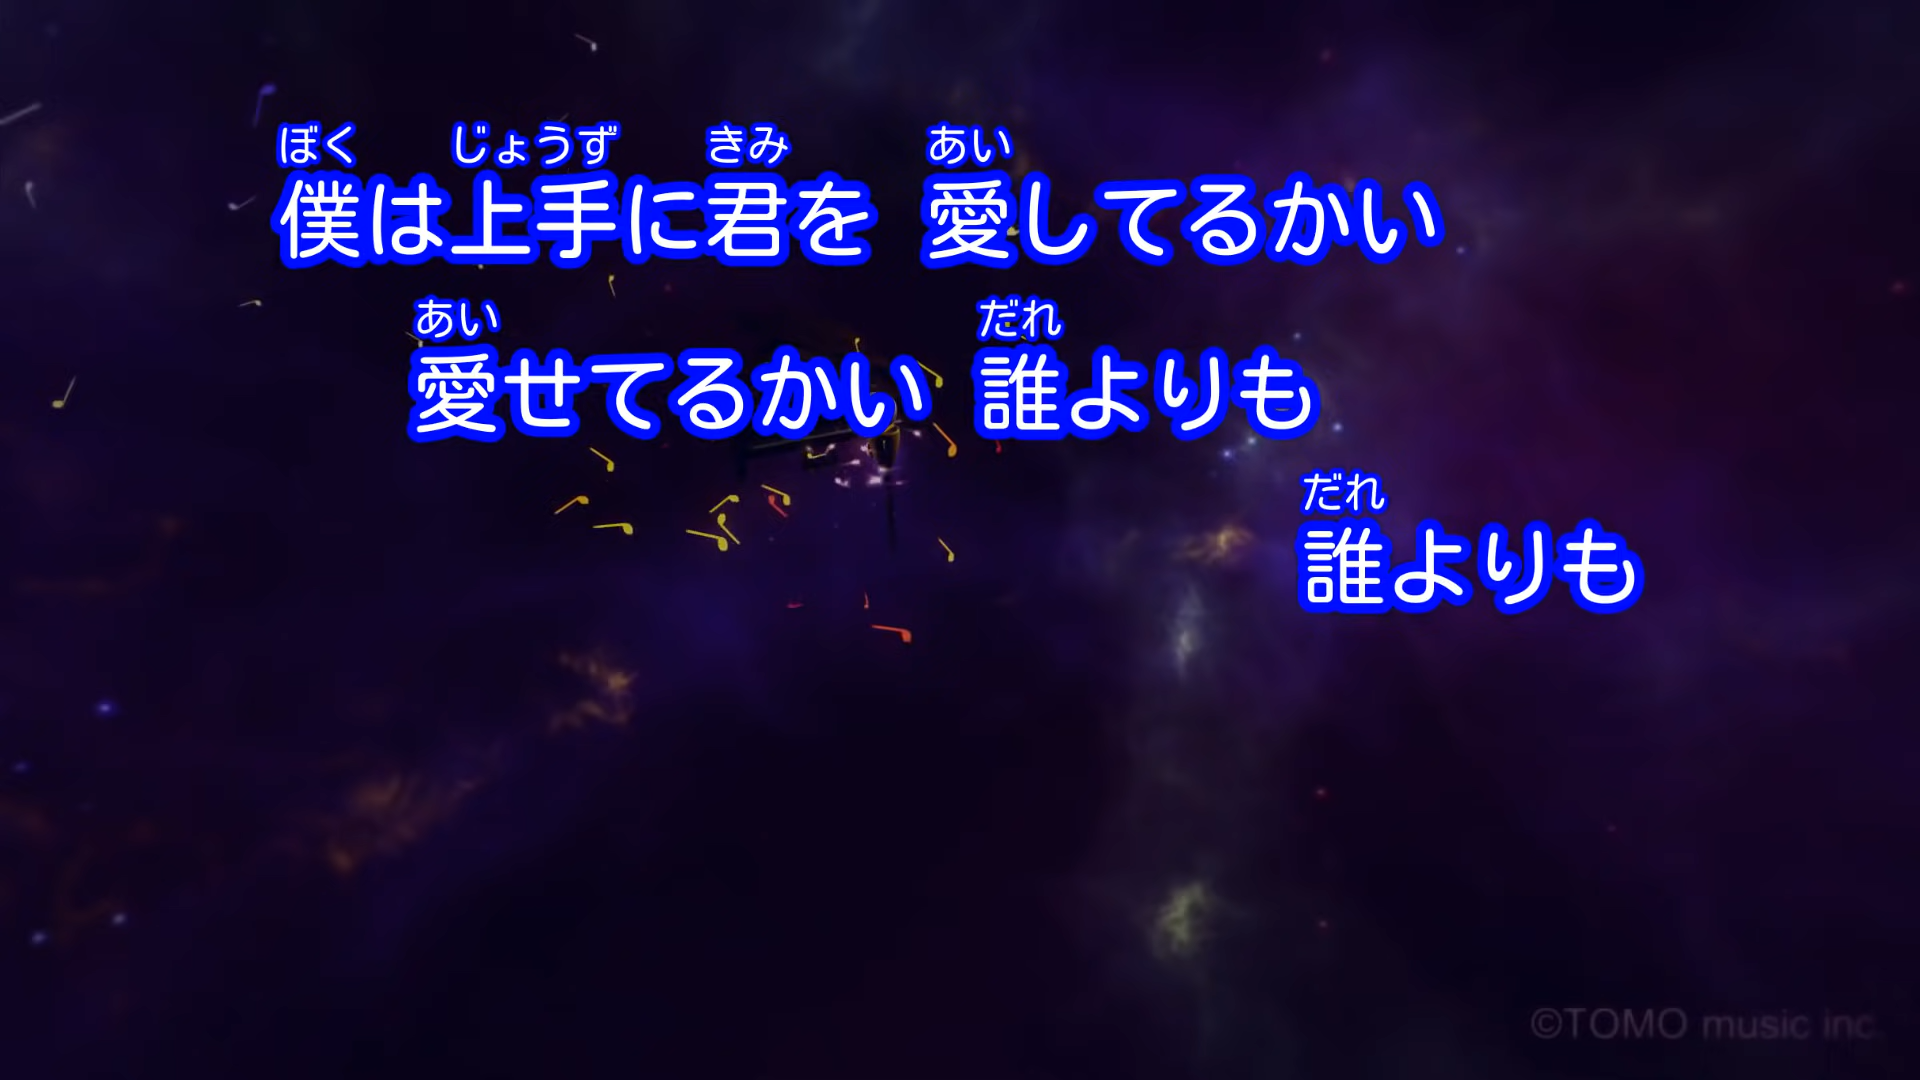 ぼく じょうず きみ あい
僕は上手に君を 愛してるかい
あい だれ
愛せてるかい 誰よりも
だれ
誰よりも
©TOMO music inc.